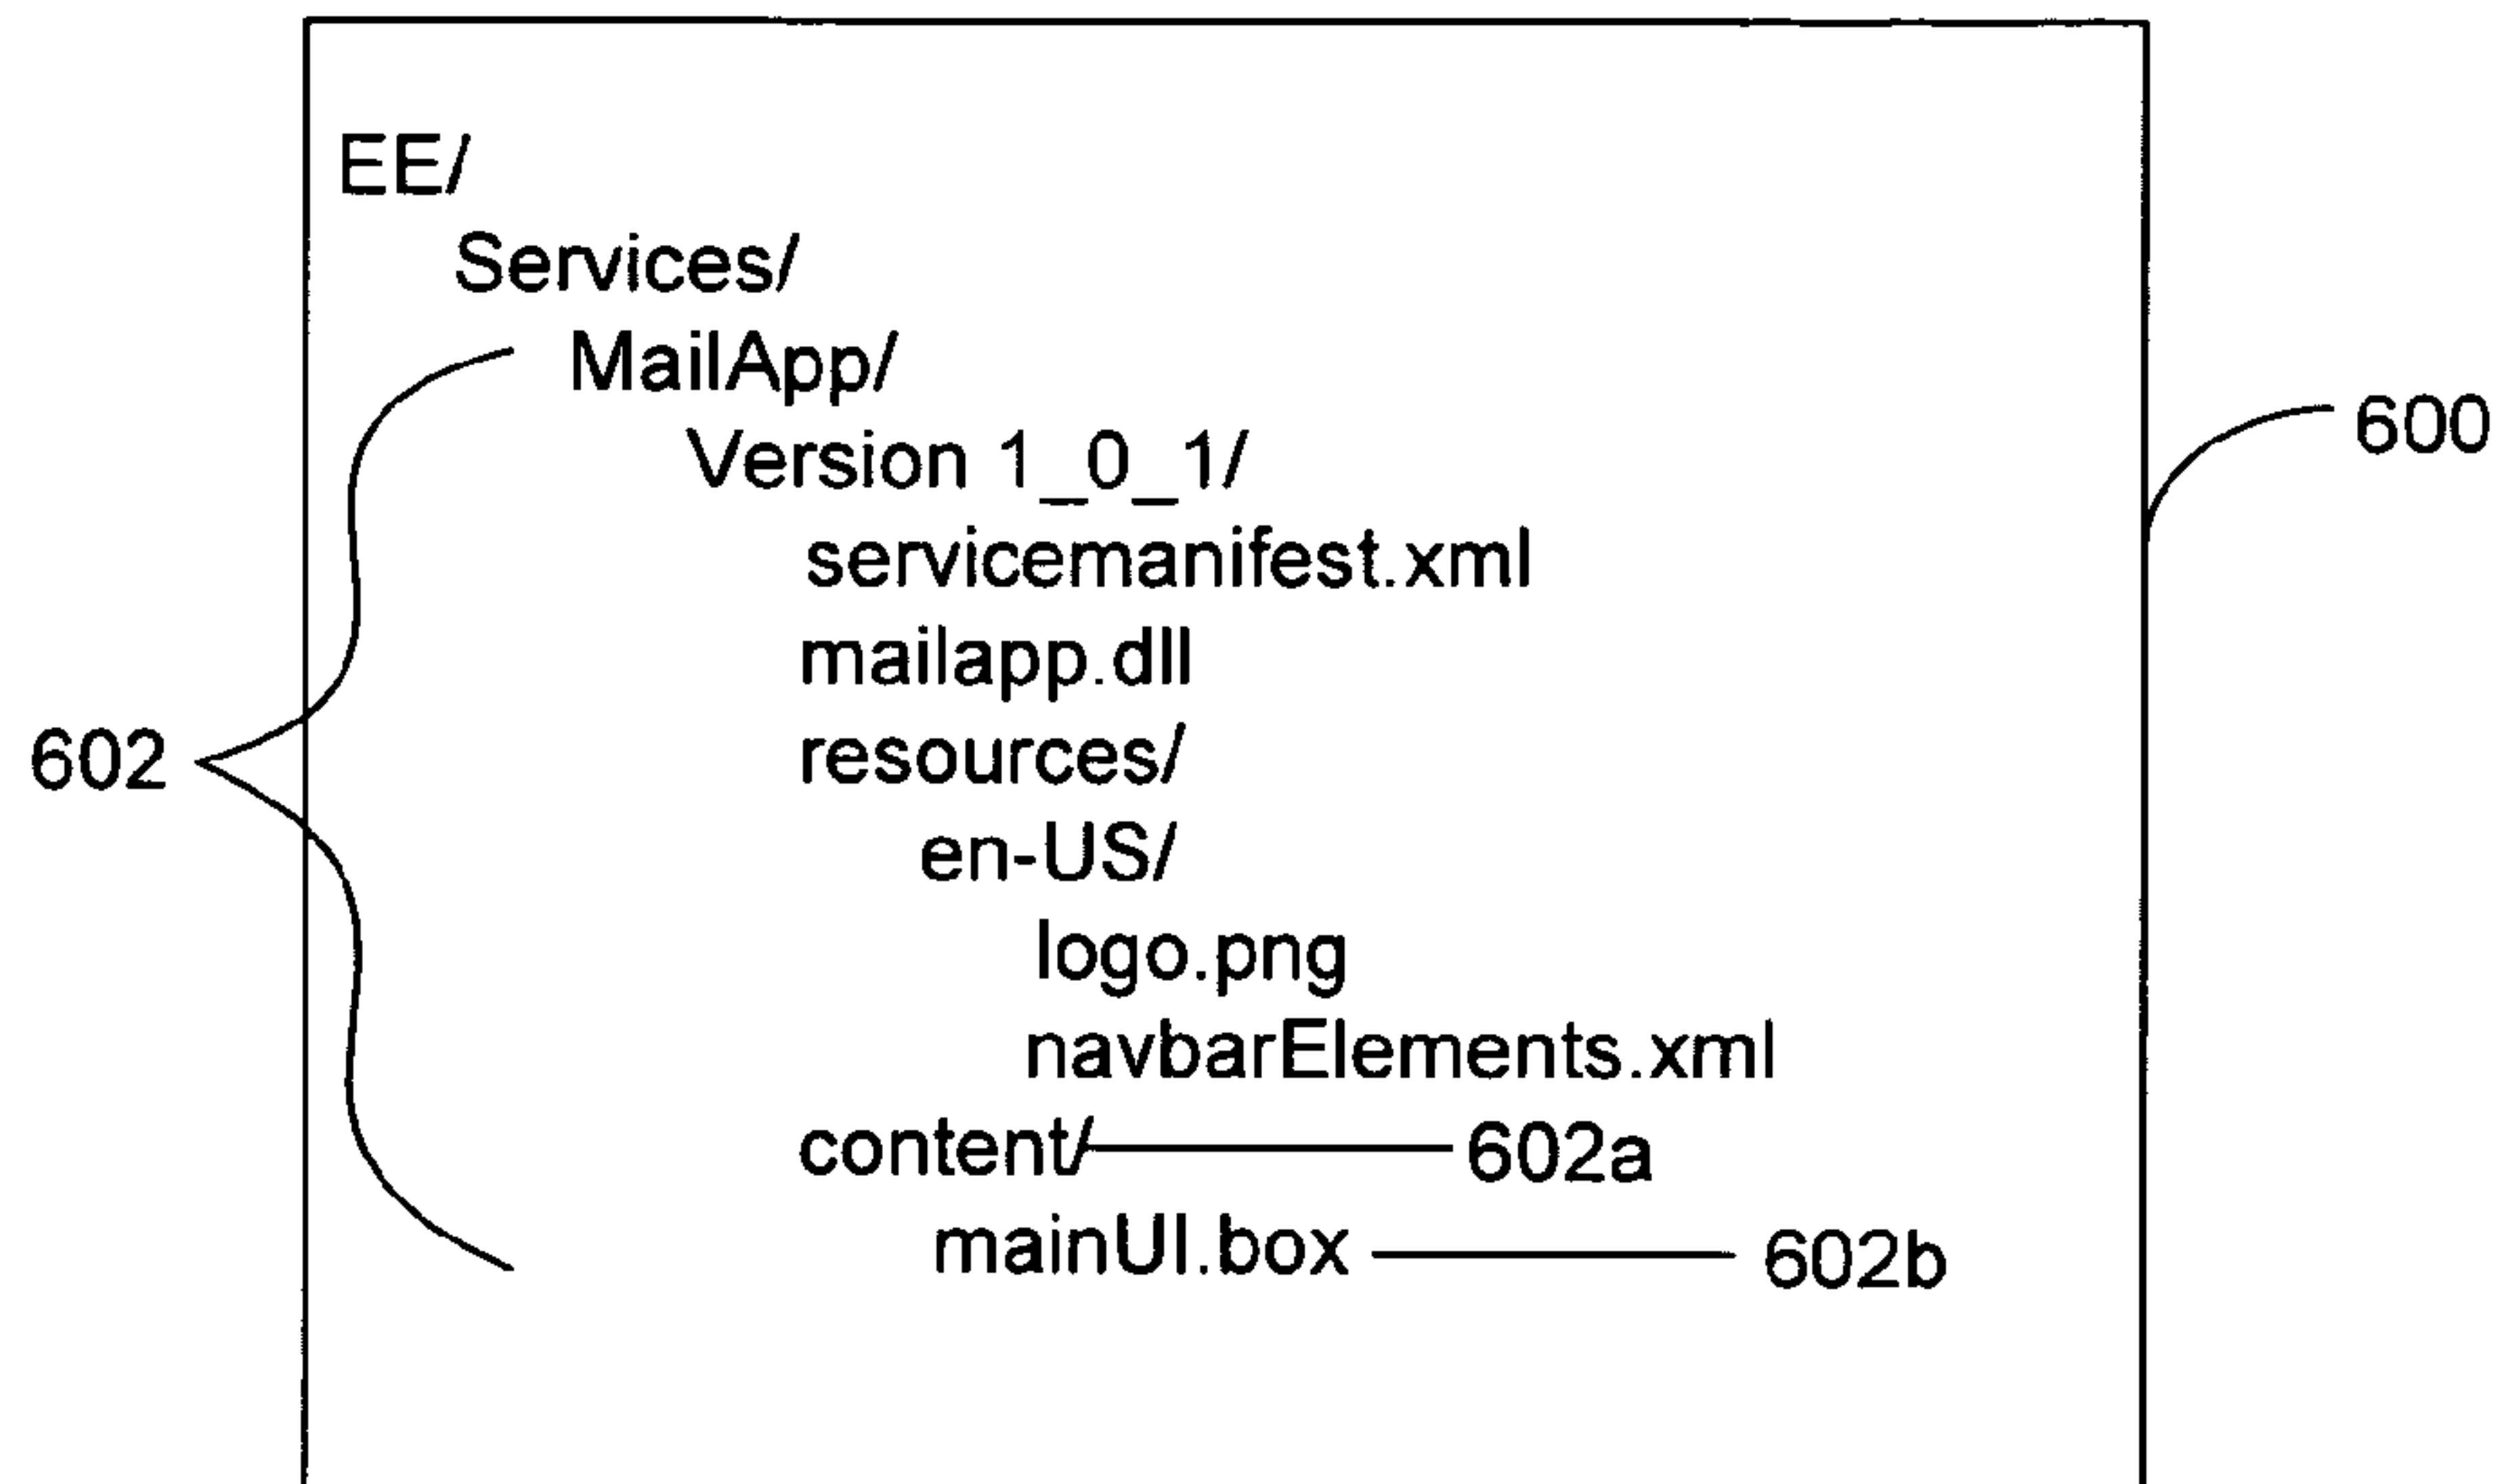 EE/
Services/
MailApp/
600
Version 1_0_1/
servicemanifest.xml
mailapp.dll
602
resources/
en-US/
logo.png
navbarElements.xml
content/ 602a
mainUI.box 602b